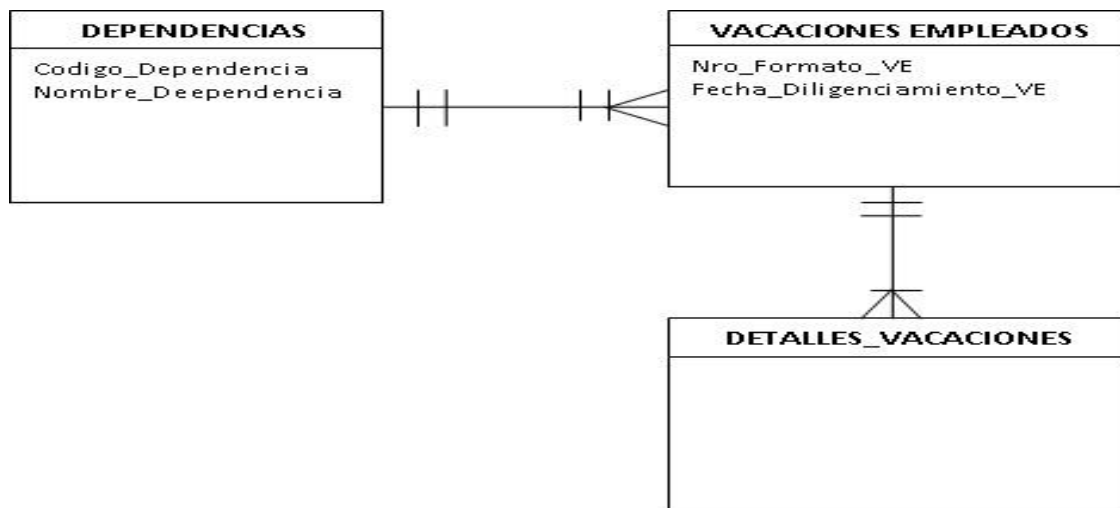 DEPENDENCIAS
Codigo_Dependencia
Nombre_Deependencia
VACACIONES EMPLEADOS
Nro_Formato_VE
Fecha_Diligenciamiento_VE
DETALLES_VACACIONES